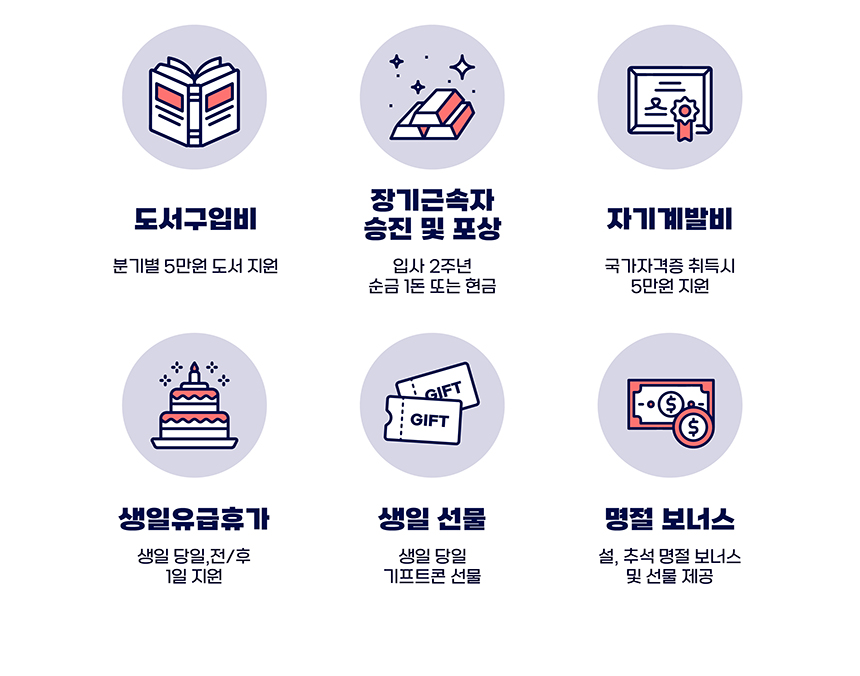 도서구입비
분기별 5만원 도서 지원
장기근속자
승진 및 포상
입사 2주년
순금 1돈 또는 현금
자기계발비
국가자격증 취득시
5만원 지원
생일유급휴가
생일 당일,전/후
1일 지원
GIFT
GIFT
생일 선물
생일 당일
기프트콘 선물
명절 보너스
설, 추석 명절 보너스
및 선물 제공